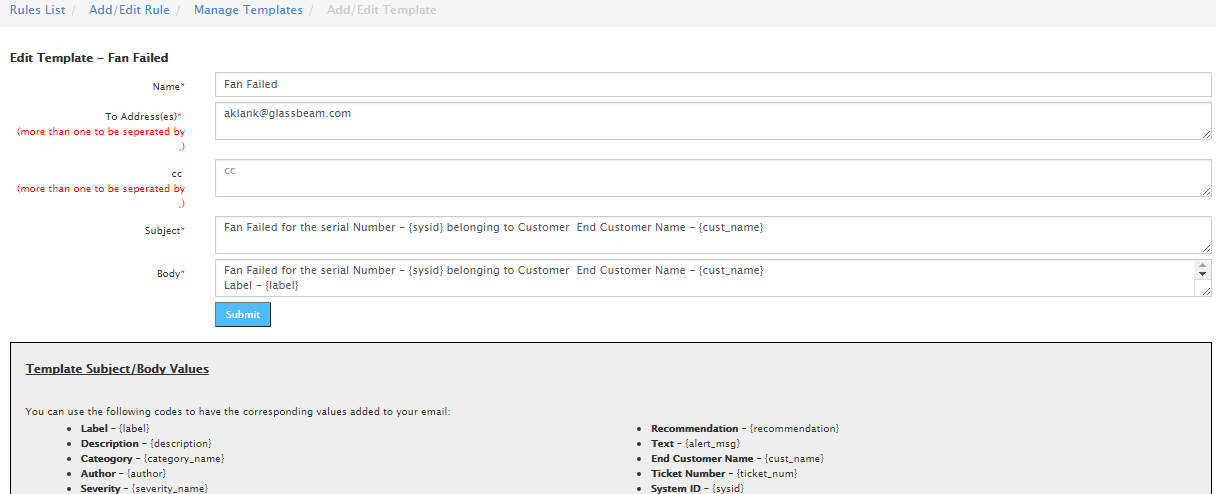 Rules List / Add/Edit Rule / Manage Templates / Add/Edit Template
Edit Template – Fan Failed
Name* Fan Failed
To Address(es)* aklank@glassbeam.com
(more than one to be seperated by
,)
cc cc
(more than one to be seperated by
,)
Subject* Fan Failed for the serial Number – {sysid} belonging to Customer  End Customer Name – {cust_name}
Body* Fan Failed for the serial Number – {sysid} belonging to Customer  End Customer Name – {cust_name}
Label – {label}
Submit
Template Subject/Body Values
You can use the following codes to have the corresponding values added to your email:
• Label – {label}
• Description – {description}
• Cateogory – {category_name}
• Author – {author}
• Severity – {severity_name}
• Recommendation – {recommendation}
• Text – {alert_msg}
• End Customer Name – {cust_name}
• Ticket Number – {ticket_num}
• System ID – {sysid}